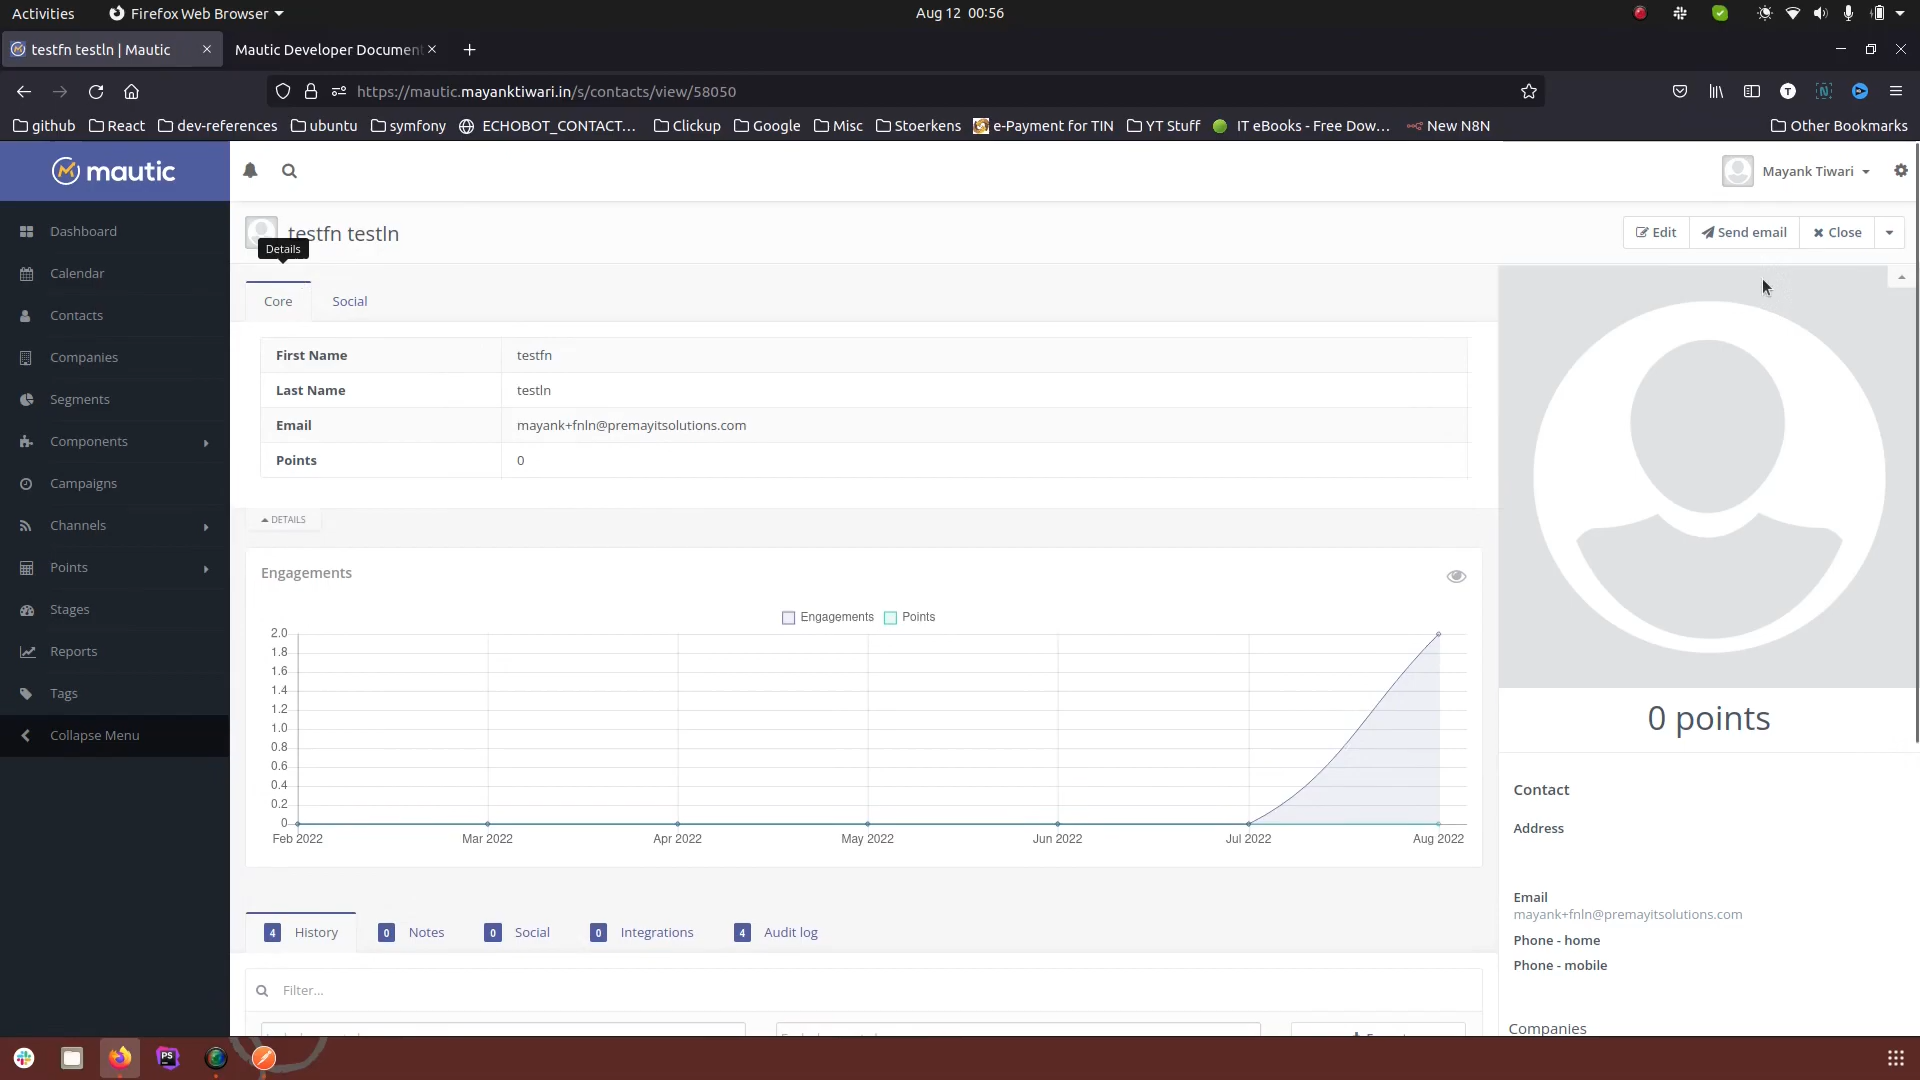 Activities Firefox Web Browser Aug 12 00:56
testfn testln | Mautic Mautic Developer Document
https://mautic.mayanktiwari.in/s/contacts/view/58050
github React dev-references ubuntu symfony ECHOBOT_CONTACT... Clickup Google Misc Stoerkens e-Payment for TIN YT Stuff IT eBooks - Free Dow... New N8N Other Bookmarks
mautic
Mayank Tiwari
testfn testln
Edit Send email Close
Details
Core Social
Dashboard
Calendar
Contacts
Companies
Segments
Components
Campaigns
Channels
Points
Stages
Reports
Tags
Collapse Menu
First Name testfn
Last Name testln
Email mayank+fnln@premayitsolutions.com
Points 0
DETAILS
Engagements
Engagements Points
2.0
1.8
1.6
1.4
1.2
1.0
0.8
0.6
0.4
0.2
0
Feb 2022 Mar 2022 Apr 2022 May 2022 Jun 2022 Jul 2022 Aug 2022
4 History 0 Notes 0 Social 0 Integrations 4 Audit log
Filter...
0 points
Contact
Address
Email
mayank+fnln@premayitsolutions.com
Phone - home
Phone - mobile
Companies
PS